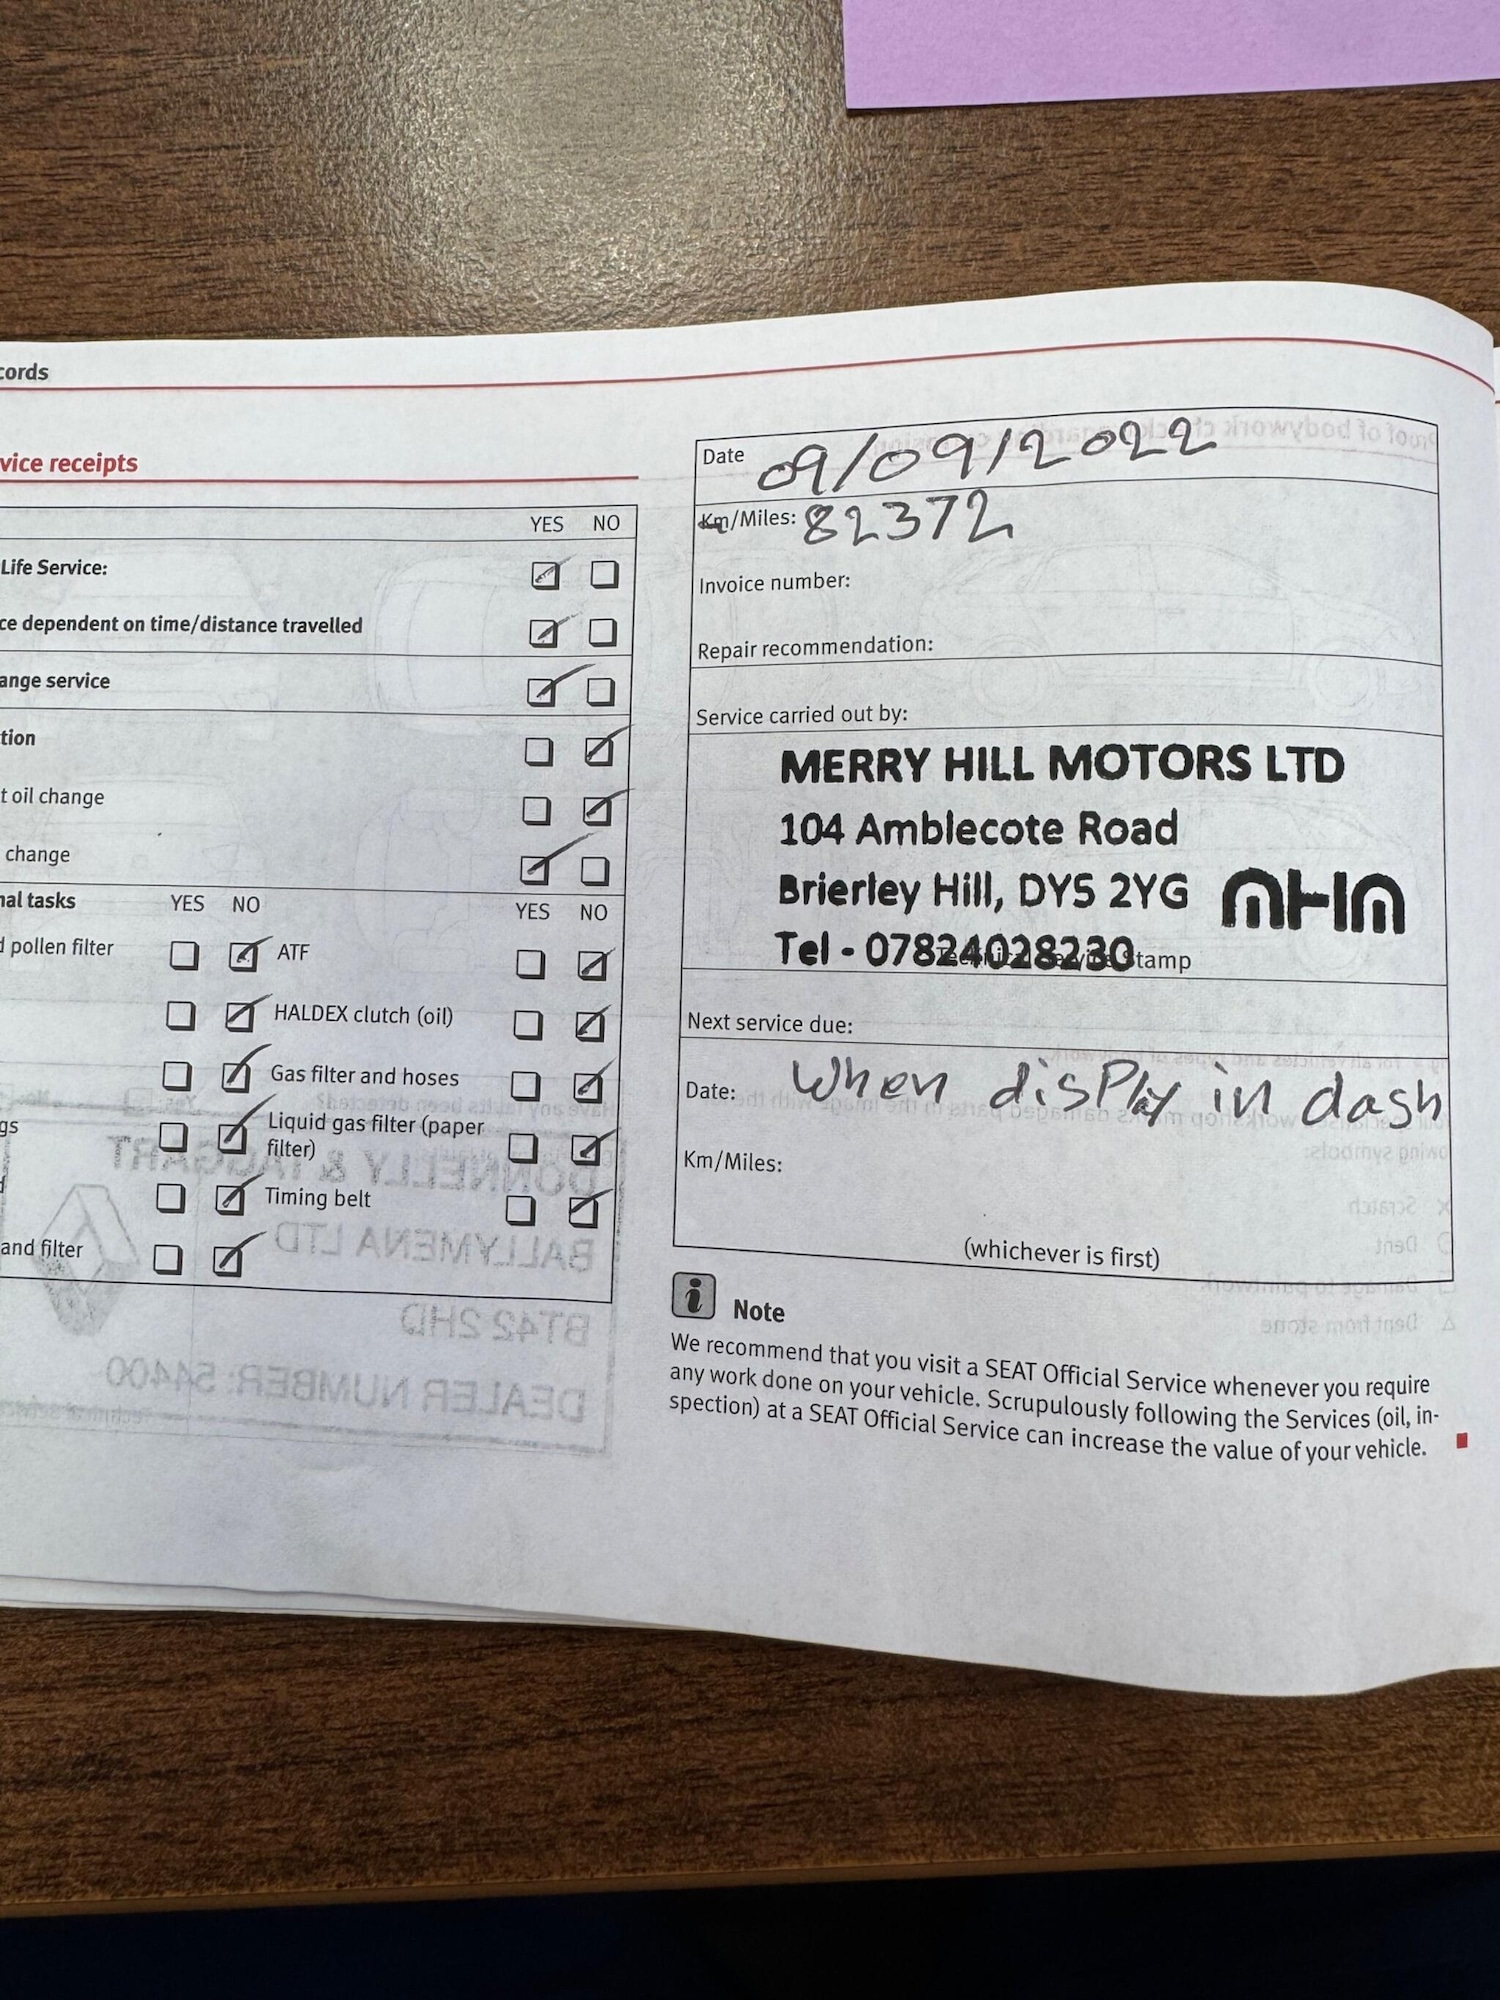 cords
vice receipts
YES NO
Life Service:
ce dependent on time/distance travelled
ange service
tion
t oil change
change
nal tasks YES NO YES NO
d pollen filter ATF
HALDEX clutch (oil)
Gas filter and hoses
gs Liquid gas filter (paper
filter)
Timing belt
and filter
Date 09/09/2022
Km/Miles: 82372
Invoice number:
Repair recommendation:
Service carried out by:
MERRY HILL MOTORS LTD
104 Amblecote Road
Brierley Hill, DY5 2YG MHM
Tel - 07824028230
Technical Service Stamp
Next service due:
Date: When display in dash
Km/Miles:
(whichever is first)
i Note
We recommend that you visit a SEAT Official Service whenever you require
any work done on your vehicle. Scrupulously following the Services (oil, in-
spection) at a SEAT Official Service can increase the value of your vehicle.
DONNELLY & TAGGART
BALLYMENA LTD
BT42 2HD
DEALER NUMBER: 54400